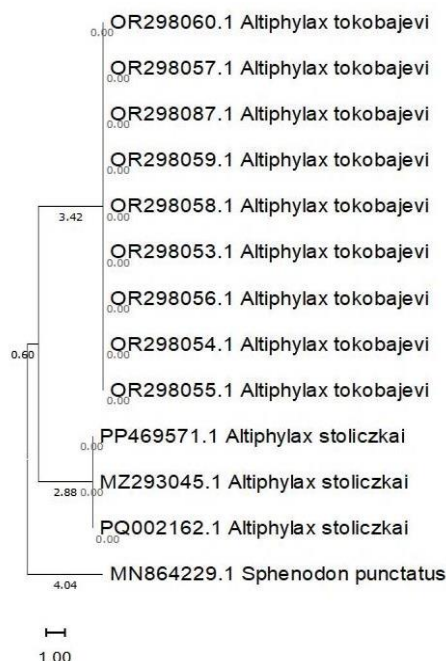 OR298060.1 Altiphylax tokobajevi
0.00
OR298057.1 Altiphylax tokobajevi
0.00
OR298087.1 Altiphylax tokobajevi
0.00
OR298059.1 Altiphylax tokobajevi
0.00
OR298058.1 Altiphylax tokobajevi
3.42 0.00
OR298053.1 Altiphylax tokobajevi
0.00
OR298056.1 Altiphylax tokobajevi
0.00
OR298054.1 Altiphylax tokobajevi
0.60 0.00
OR298055.1 Altiphylax tokobajevi
0.00
PP469571.1 Altiphylax stoliczkai
0.00
MZ293045.1 Altiphylax stoliczkai
2.88 0.00
PQ002162.1 Altiphylax stoliczkai
0.00
MN864229.1 Sphenodon punctatus
4.04
1.00